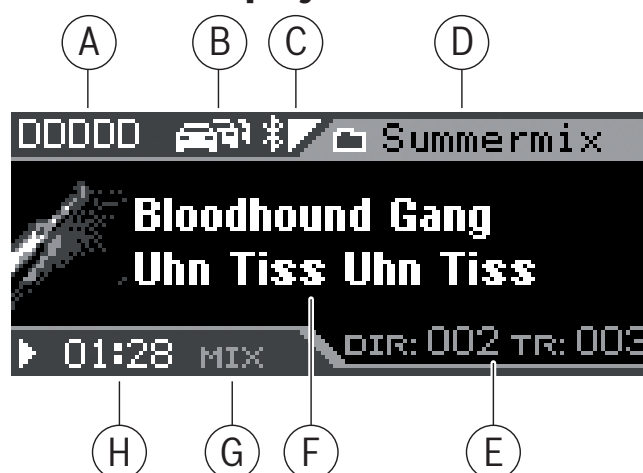 A B C D
DDDDD Summermix
Bloodhound Gang
Uhn Tiss Uhn Tiss
01:28 MIX DIR: 002 TR: 003
H G F E